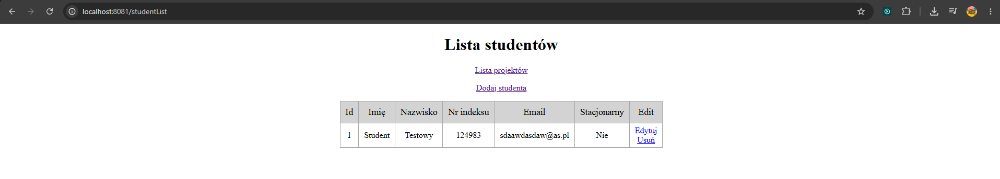 localhost:8081/studentList
Lista studentów
Lista projektów
Dodaj studenta
Id Imię Nazwisko Nr indeksu Email Stacjonarny Edit
1 Student Testowy 124983 sdaawdasdaw@as.pl Nie Edytuj
Usuń